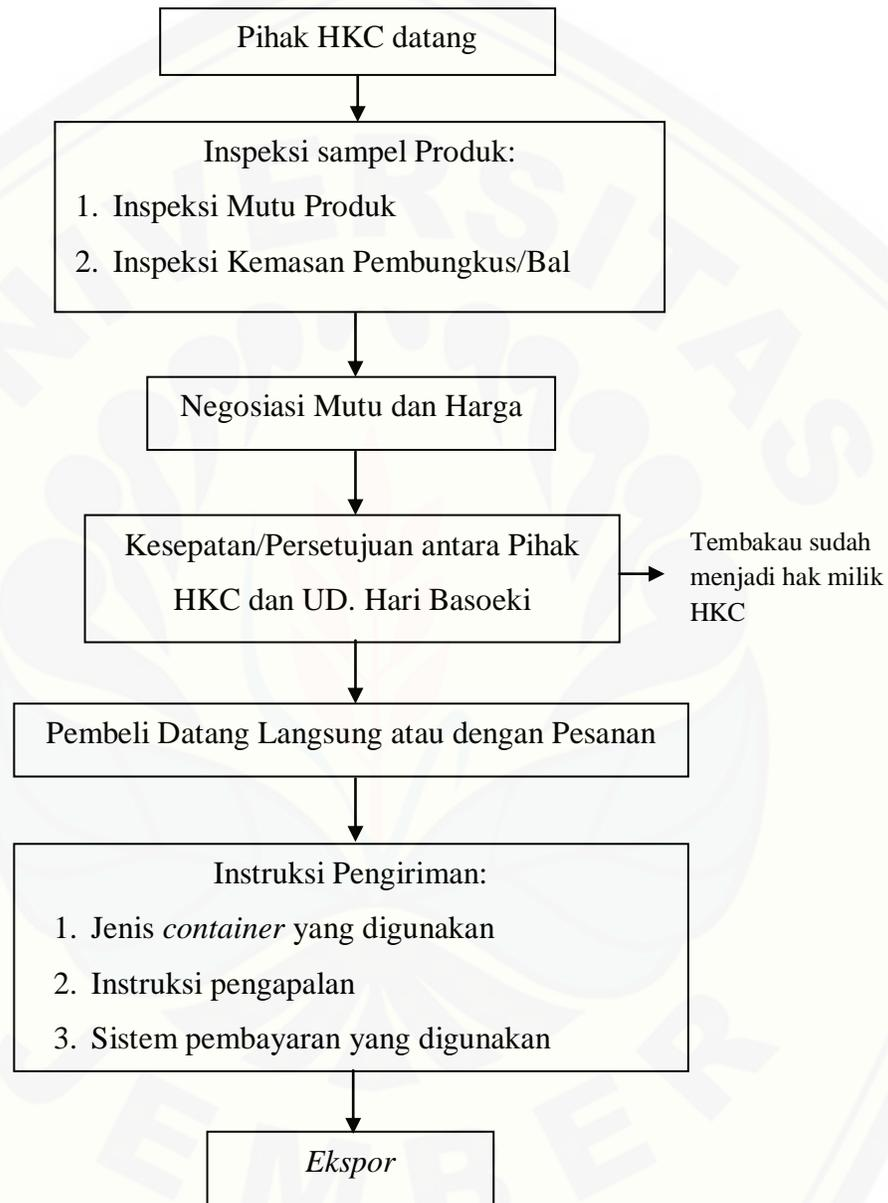 Pihak HKC datang
Inspeksi sampel Produk:
1. Inspeksi Mutu Produk
2. Inspeksi Kemasan Pembungkus/Bal
Negosiasi Mutu dan Harga
Kesepatan/Persetujuan antara Pihak
HKC dan UD. Hari Basoeki
Tembakau sudah
menjadi hak milik
HKC
Pembeli Datang Langsung atau dengan Pesanan
Instruksi Pengiriman:
1. Jenis container yang digunakan
2. Instruksi pengapalan
3. Sistem pembayaran yang digunakan
Ekspor
UNIVERSITAS
JEMBER